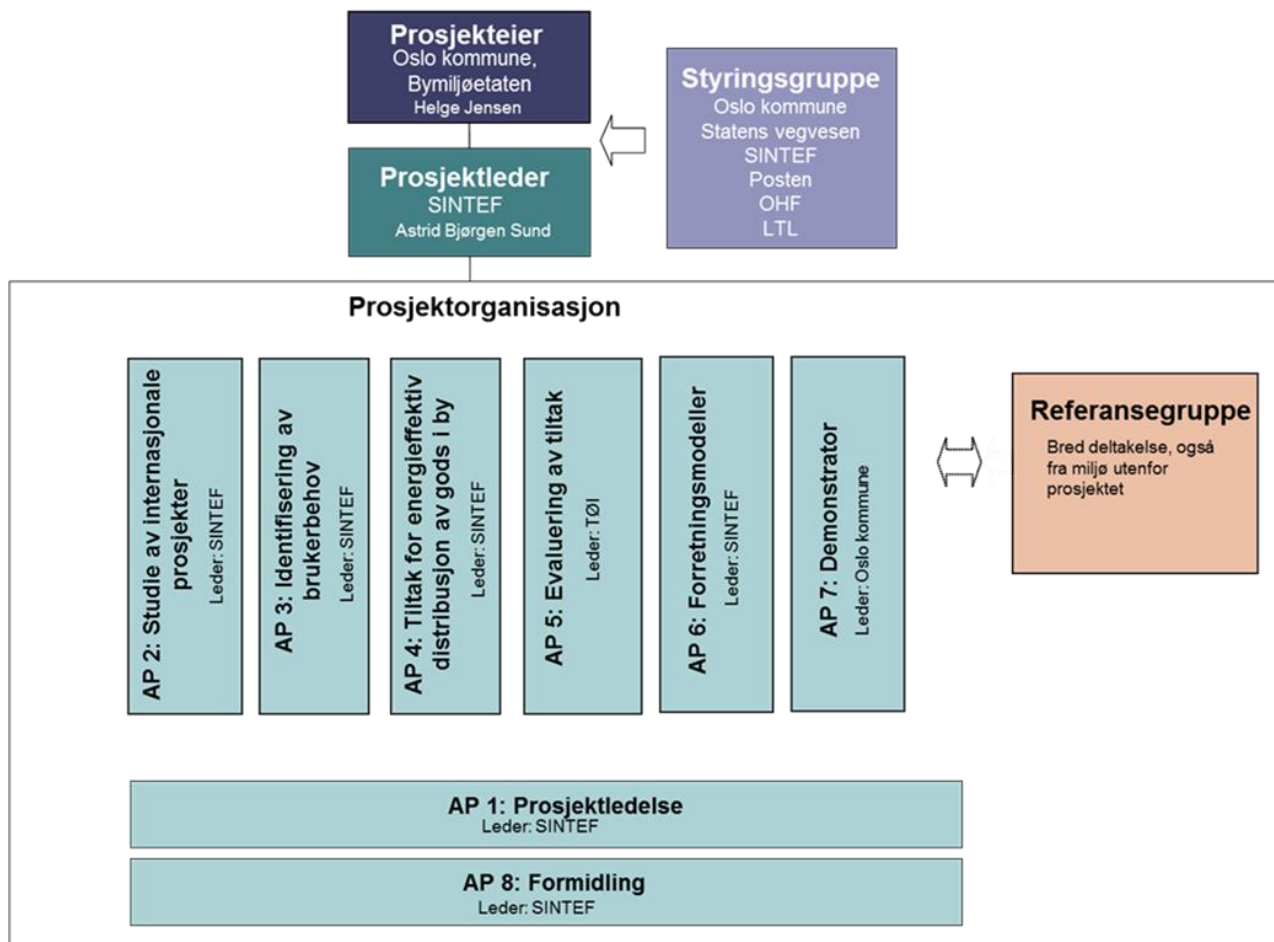 Prosjekteier
Oslo kommune,
Bymiljøetaten
Helge Jensen
Styringsgruppe
Oslo kommune
Statens vegvesen
SINTEF
Posten
OHF
LTL
Prosjektleder
SINTEF
Astrid Bjørgen Sund
Prosjektorganisasjon
AP 2: Studie av internasjonale
prosjekter
Leder: SINTEF
AP 3: Identifisering av
brukerbehov
Leder: SINTEF
AP 4: Tiltak for energieffektiv
distribusjon av gods i by
Leder: SINTEF
AP 5: Evaluering av tiltak
Leder: TØI
AP 6: Forretningsmodeller
Leder: SINTEF
AP 7: Demonstrator
Leder: Oslo kommune
Referansegruppe
Bred deltakelse, også
fra miljø utenfor
prosjektet
AP 1: Prosjektledelse
Leder: SINTEF
AP 8: Formidling
Leder: SINTEF